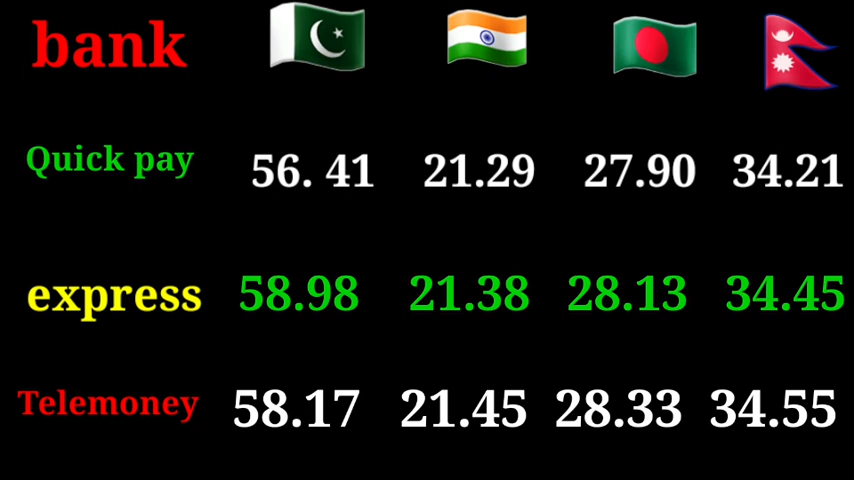 bank
Quick pay 56. 41 21.29 27.90 34.21
express 58.98 21.38 28.13 34.45
Telemoney 58.17 21.45 28.33 34.55